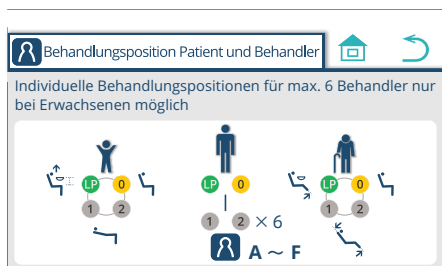 Behandlungsposition Patient und Behandler
Individuelle Behandlungspositionen für max. 6 Behandler nur
bei Erwachsenen möglich
LP 0
1 2
LP 0
1 2 × 6
A ~ F
LP 0
1 2